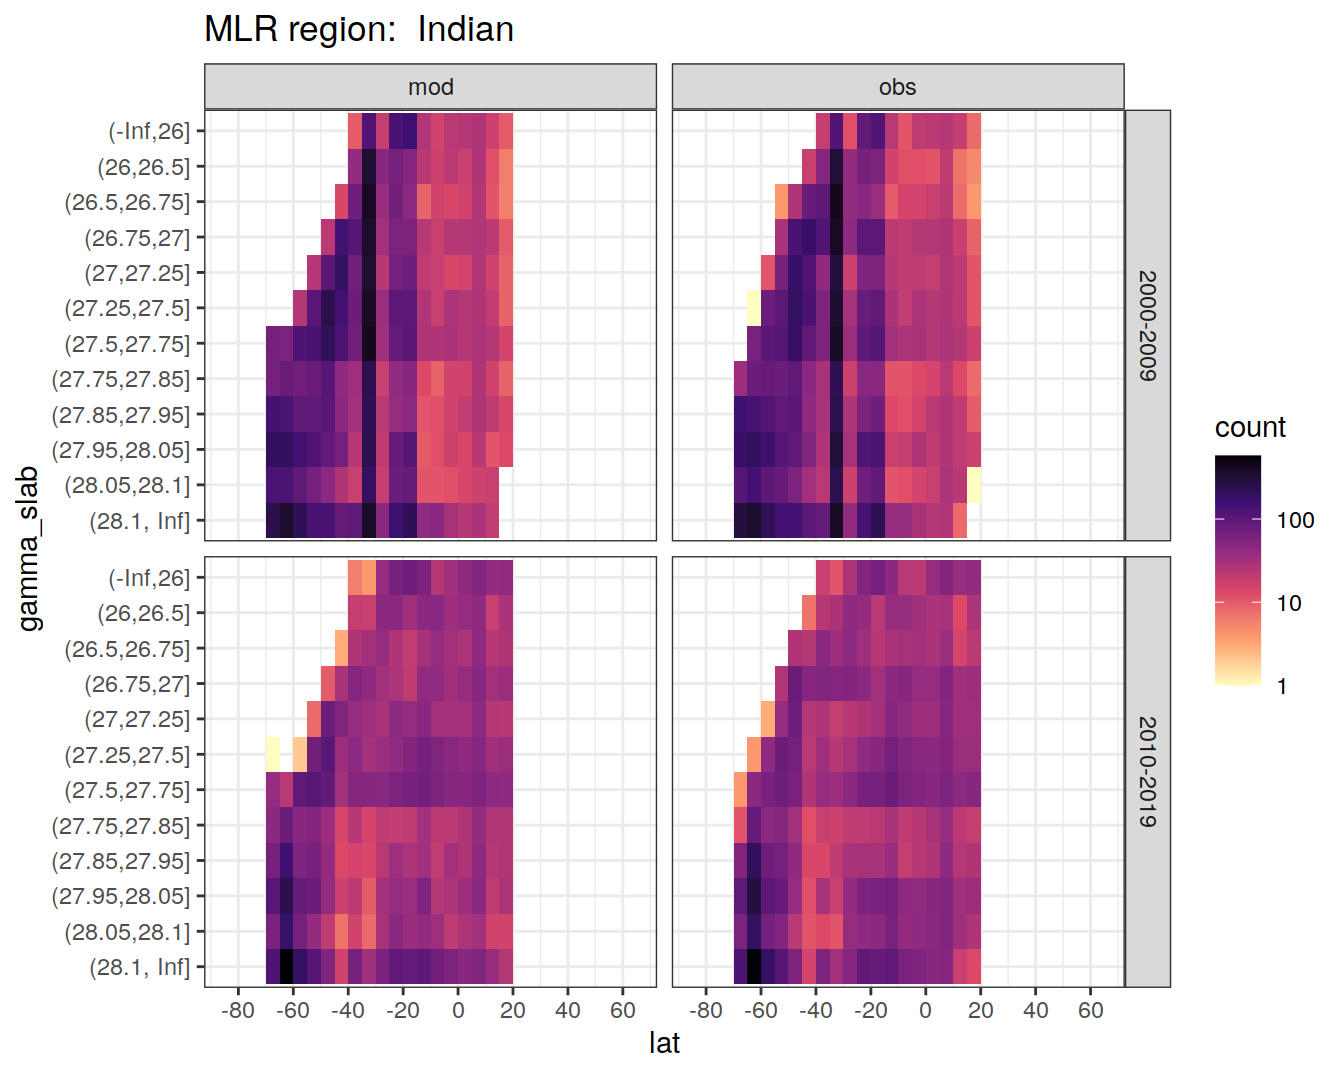 MLR region:  Indian
mod
obs
(-Inf,26]
(26,26.5]
(26.5,26.75]
(26.75,27]
(27,27.25]
(27.25,27.5]
(27.5,27.75]
(27.75,27.85]
(27.85,27.95]
(27.95,28.05]
(28.05,28.1]
(28.1, Inf]
2000-2009
(-Inf,26]
(26,26.5]
(26.5,26.75]
(26.75,27]
(27,27.25]
(27.25,27.5]
(27.5,27.75]
(27.75,27.85]
(27.85,27.95]
(27.95,28.05]
(28.05,28.1]
(28.1, Inf]
2010-2019
gamma_slab
-80 -60 -40 -20 0 20 40 60
-80 -60 -40 -20 0 20 40 60
lat
count
100
10
1